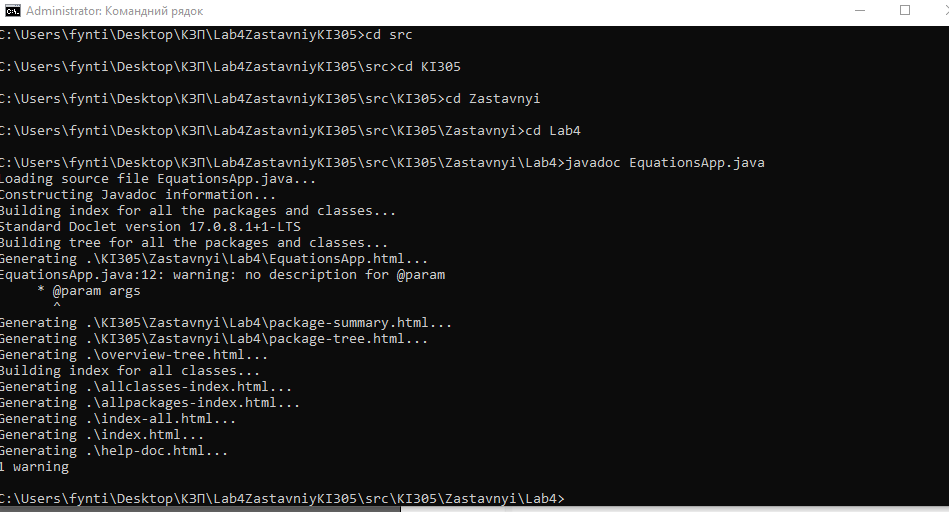 Administrator: Командний рядок
C:\Users\fynti\Desktop\КЗП\Lab4ZastavniyKI305>cd src
C:\Users\fynti\Desktop\КЗП\Lab4ZastavniyKI305\src>cd KI305
C:\Users\fynti\Desktop\КЗП\Lab4ZastavniyKI305\src\KI305>cd Zastavnyi
C:\Users\fynti\Desktop\КЗП\Lab4ZastavniyKI305\src\KI305\Zastavnyi>cd Lab4
C:\Users\fynti\Desktop\КЗП\Lab4ZastavniyKI305\src\KI305\Zastavnyi\Lab4>javadoc EquationsApp.java
Loading source file EquationsApp.java...
Constructing Javadoc information...
Building index for all the packages and classes...
Standard Doclet version 17.0.8.1+1-LTS
Building tree for all the packages and classes...
Generating .\KI305\Zastavnyi\Lab4\EquationsApp.html...
EquationsApp.java:12: warning: no description for @param
     * @param args
       ^
Generating .\KI305\Zastavnyi\Lab4\package-summary.html...
Generating .\KI305\Zastavnyi\Lab4\package-tree.html...
Generating .\overview-tree.html...
Building index for all classes...
Generating .\allclasses-index.html...
Generating .\allpackages-index.html...
Generating .\index-all.html...
Generating .\index.html...
Generating .\help-doc.html...
1 warning
C:\Users\fynti\Desktop\КЗП\Lab4ZastavniyKI305\src\KI305\Zastavnyi\Lab4>